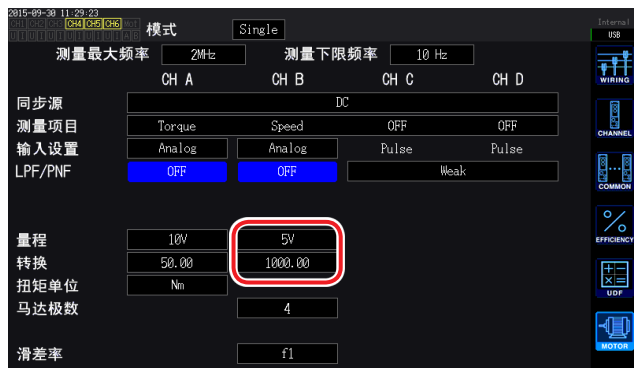 2015-09-30 11:29:23
CH1 CH2 CH3 CH4 CH5 CH6 Mot
U I U I U I U I U I U I A B
模式 Single
Internal
USB
测量最大频率 2MHz 测量下限频率 10 Hz
CH A CH B CH C CH D
同步源 DC
测量项目 Torque Speed OFF OFF
输入设置 Analog Analog Pulse Pulse
LPF/PNF OFF OFF Weak
量程 10V 5V
转换 50.00 1000.00
扭矩单位 Nm
马达极数 4
滑差率 f1
WIRING
CHANNEL
COMMON
EFFICIENCY
UDF
MOTOR